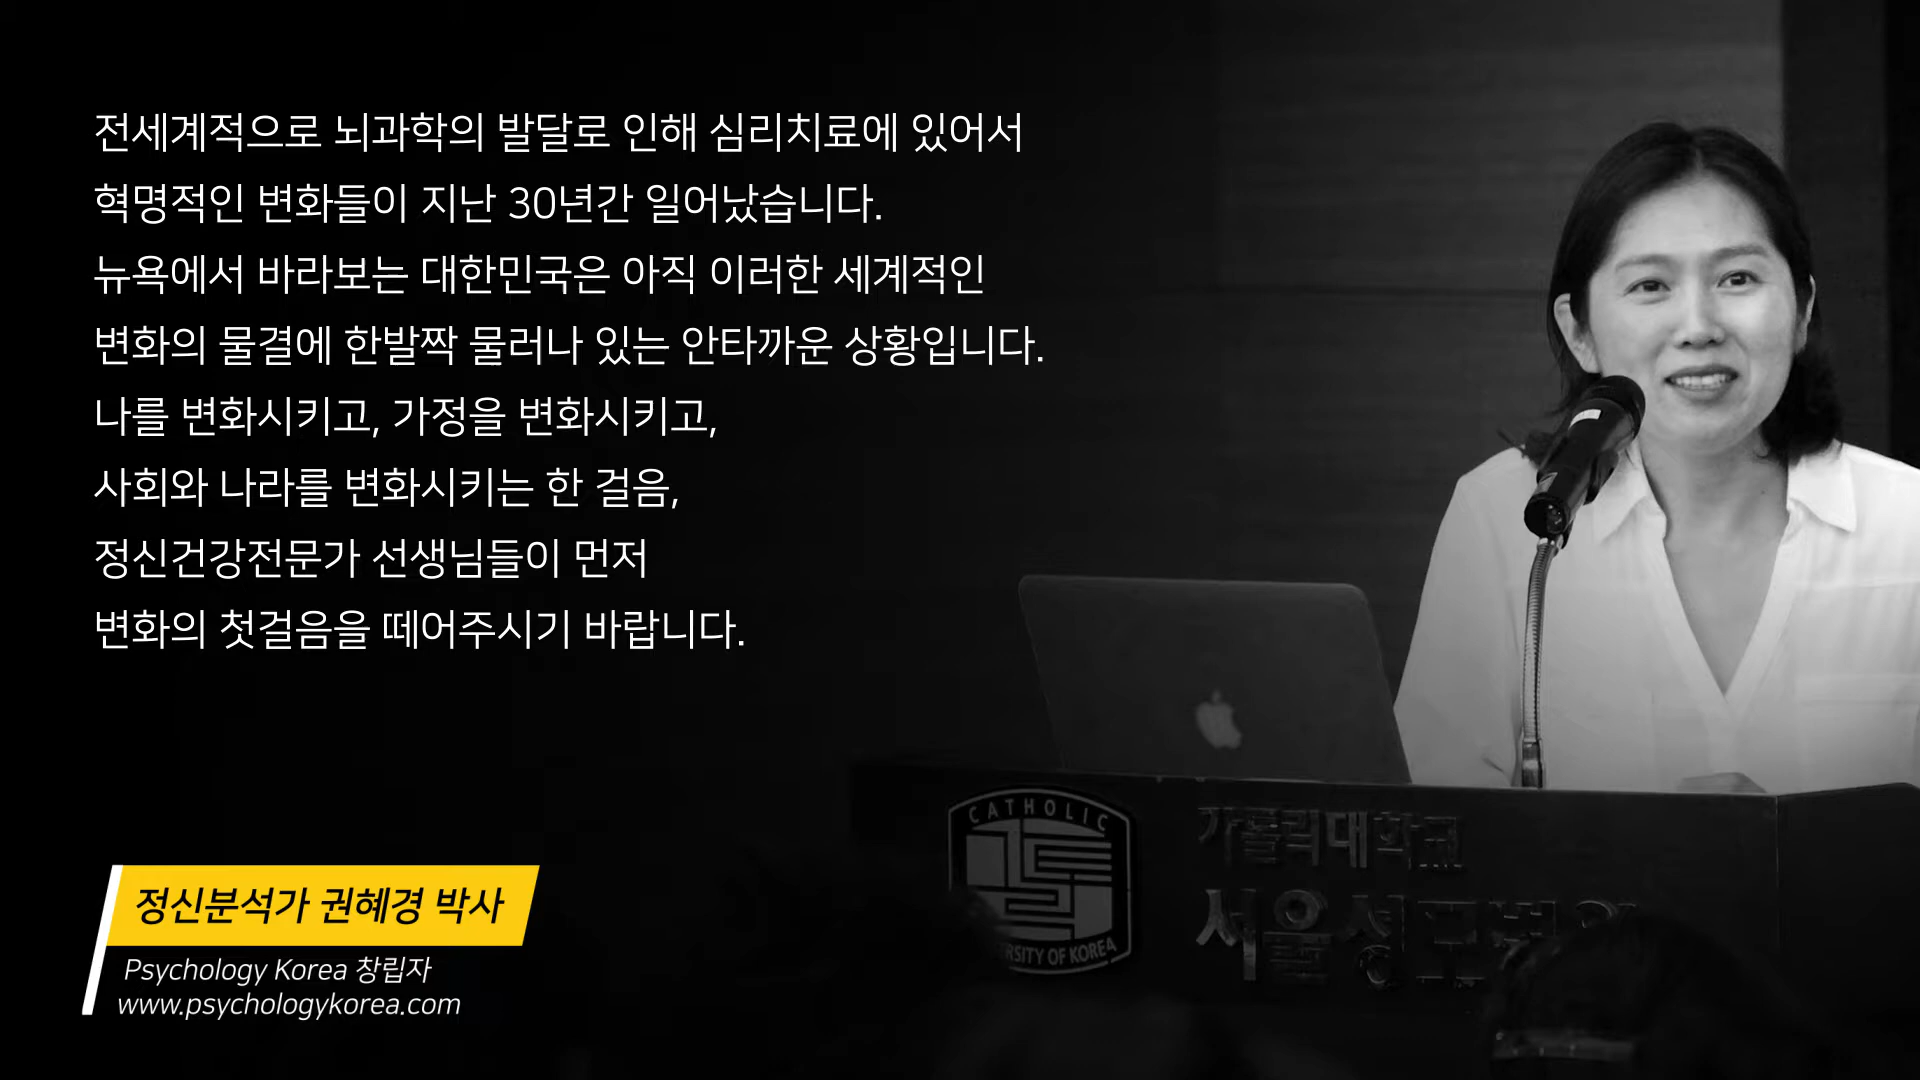 전세계적으로 뇌과학의 발달로 인해 심리치료에 있어서
혁명적인 변화들이 지난 30년간 일어났습니다.
뉴욕에서 바라보는 대한민국은 아직 이러한 세계적인
변화의 물결에 한발짝 물러나 있는 안타까운 상황입니다.
나를 변화시키고, 가정을 변화시키고,
사회와 나라를 변화시키는 한 걸음,
정신건강전문가 선생님들이 먼저
변화의 첫걸음을 떼어주시기 바랍니다.
정신분석가 권혜경 박사
Psychology Korea 창립자
www.psychologykorea.com
CATHOLIC
OF KOREA
가톨릭대학교
서울성모병원